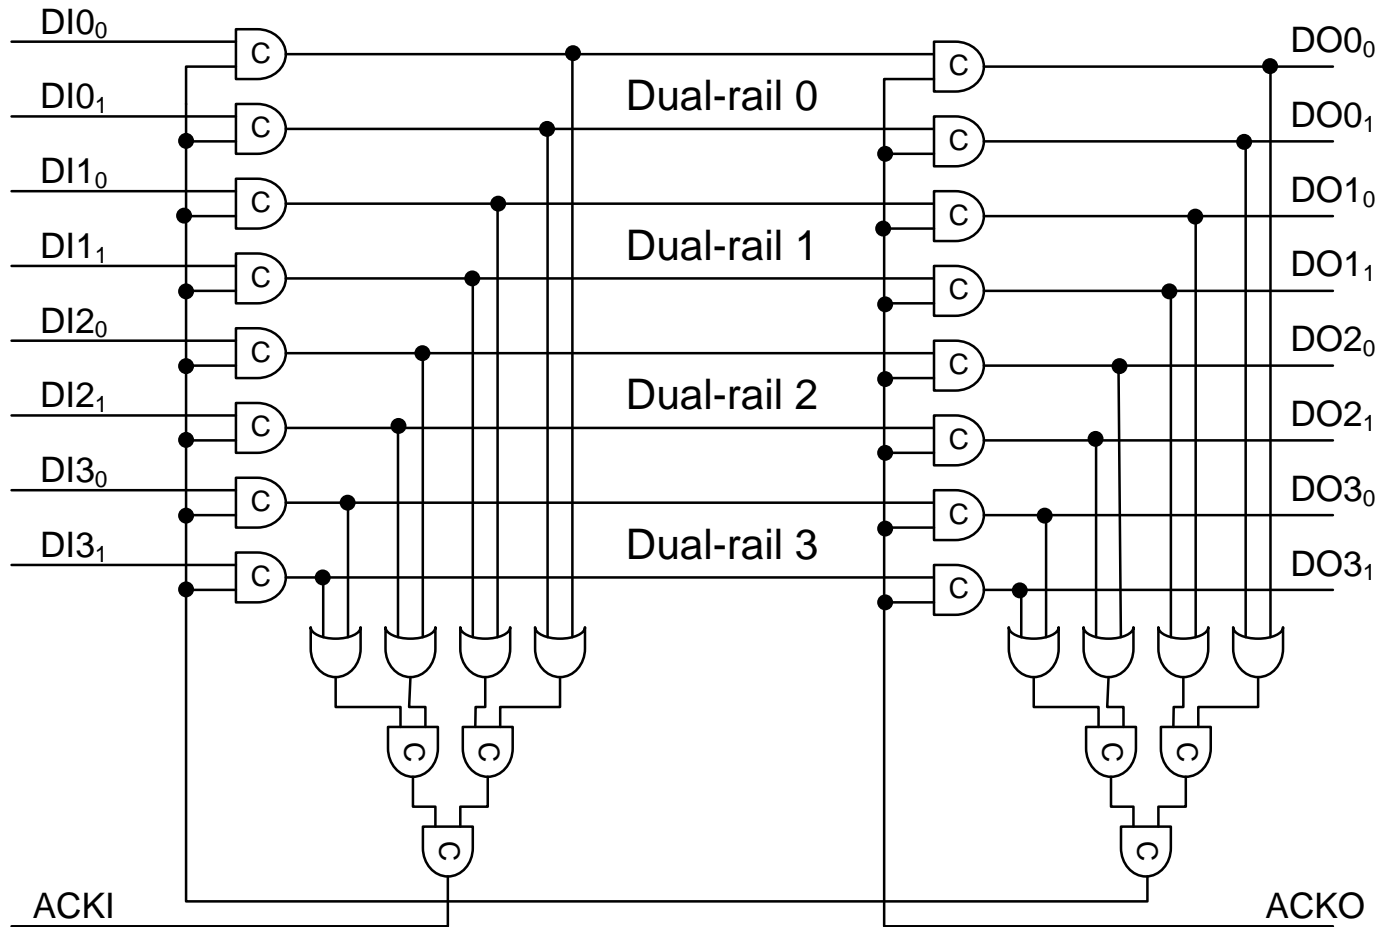 DI0₀
C
C
DO0₀
DI0₁
C
Dual-rail 0
C
DO0₁
DI1₀
C
C
DO1₀
DI1₁
C
Dual-rail 1
C
DO1₁
DI2₀
C
C
DO2₀
DI2₁
C
Dual-rail 2
C
DO2₁
DI3₀
C
C
DO3₀
DI3₁
C
Dual-rail 3
C
DO3₁
C
C
C
C
C
C
ACKI
ACKO